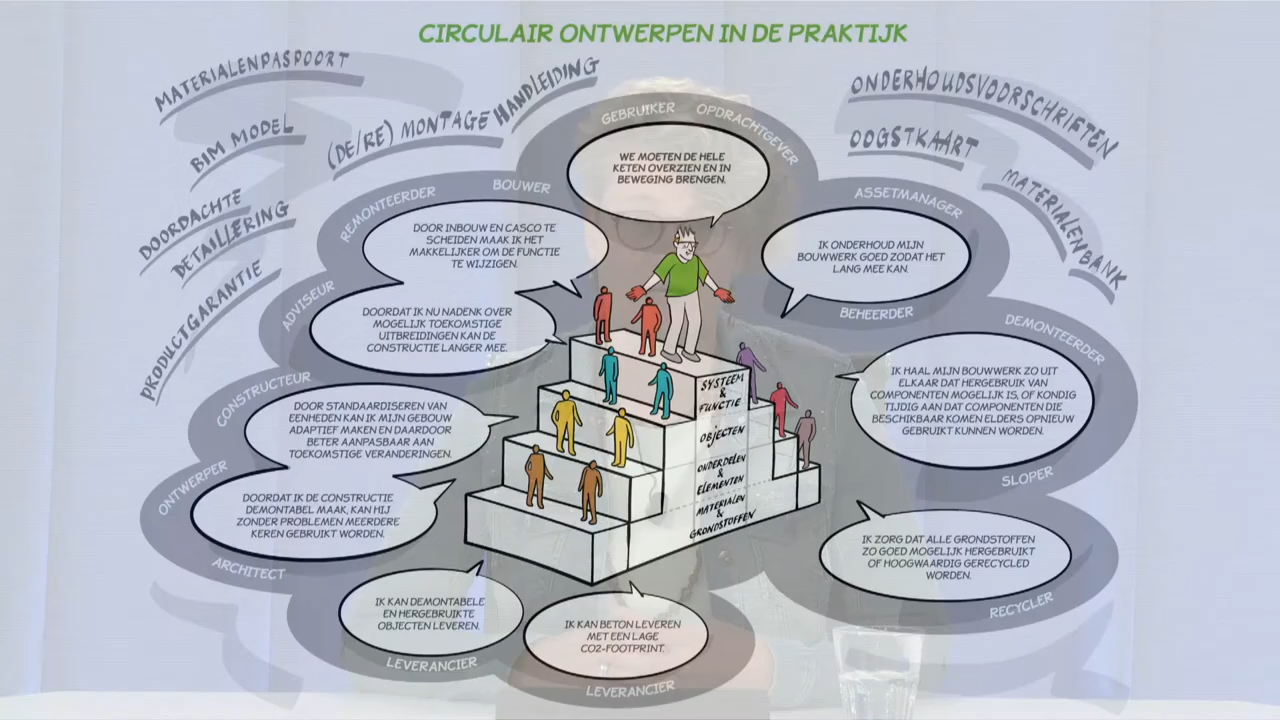 CIRCULAIR ONTWERPEN IN DE PRAKTIJK
MATERIALENPASPOORT
BIM MODEL
(DE/RE) MONTAGE HANDLEIDING
DOORDACHTE
DETAILLERING
PRODUCTGARANTIE
ONDERHOUDSVOORSCHRIFTEN
OOGSTKAART
MATERIALENBANK
GEBRUIKER OPDRACHTGEVER
WE MOETEN DE HELE
KETEN OVERZIEN EN IN
BEWEGING BRENGEN.
REMONTEERDER BOUWER
DOOR INBOUW EN CASCO TE
SCHEIDEN MAAK IK HET
MAKKELIJKER OM DE FUNCTIE
TE WIJZIGEN.
ADVISEUR
DOORDAT IK NU NADENK OVER
MOGELIJK TOEKOMSTIGE
UITBREIDINGEN KAN DE
CONSTRUCTIE LANGER MEE.
CONSTRUCTEUR
DOOR STANDAARDISEREN VAN
EENHEDEN KAN IK MIJN GEBOUW
ADAPTIEF MAKEN EN DAARDOOR
BETER AANPASBAAR AAN
TOEKOMSTIGE VERANDERINGEN.
ONTWERPER
DOORDAT IK DE CONSTRUCTIE
DEMONTABEL MAAK, KAN HIJ
ZONDER PROBLEMEN MEERDERE
KEREN GEBRUIKT WORDEN.
ARCHITECT
IK KAN DEMONTABELE
EN HERGEBRUIKTE
OBJECTEN LEVEREN.
LEVERANCIER
IK KAN BETON LEVEREN
MET EEN LAGE
CO2-FOOTPRINT.
LEVERANCIER
SYSTEEM
&
FUNCTIE
OBJECTEN
ONDERDELEN
&
ELEMENTEN
MATERIALEN
&
GRONDSTOFFEN
ASSETMANAGER
IK ONDERHOUD MIJN
BOUWWERK GOED ZODAT HET
LANG MEE KAN.
BEHEERDER
DEMONTEERDER
IK HAAL MIJN BOUWWERK ZO UIT
ELKAAR DAT HERGEBRUIK VAN
COMPONENTEN MOGELIJK IS, OF KONDIG
TIJDIG AAN DAT COMPONENTEN DIE
BESCHIKBAAR KOMEN ELDERS OPNIEUW
GEBRUIKT KUNNEN WORDEN.
SLOPER
IK ZORG DAT ALLE GRONDSTOFFEN
ZO GOED MOGELIJK HERGEBRUIKT
OF HOOGWAARDIG GERECYCLED
WORDEN.
RECYCLER